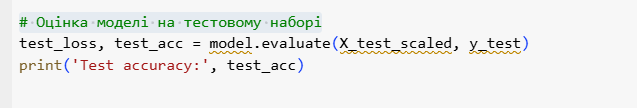 # Оцінка моделі на тестовому наборі
test_loss, test_acc = model.evaluate(X_test_scaled, y_test)
print('Test accuracy:', test_acc)